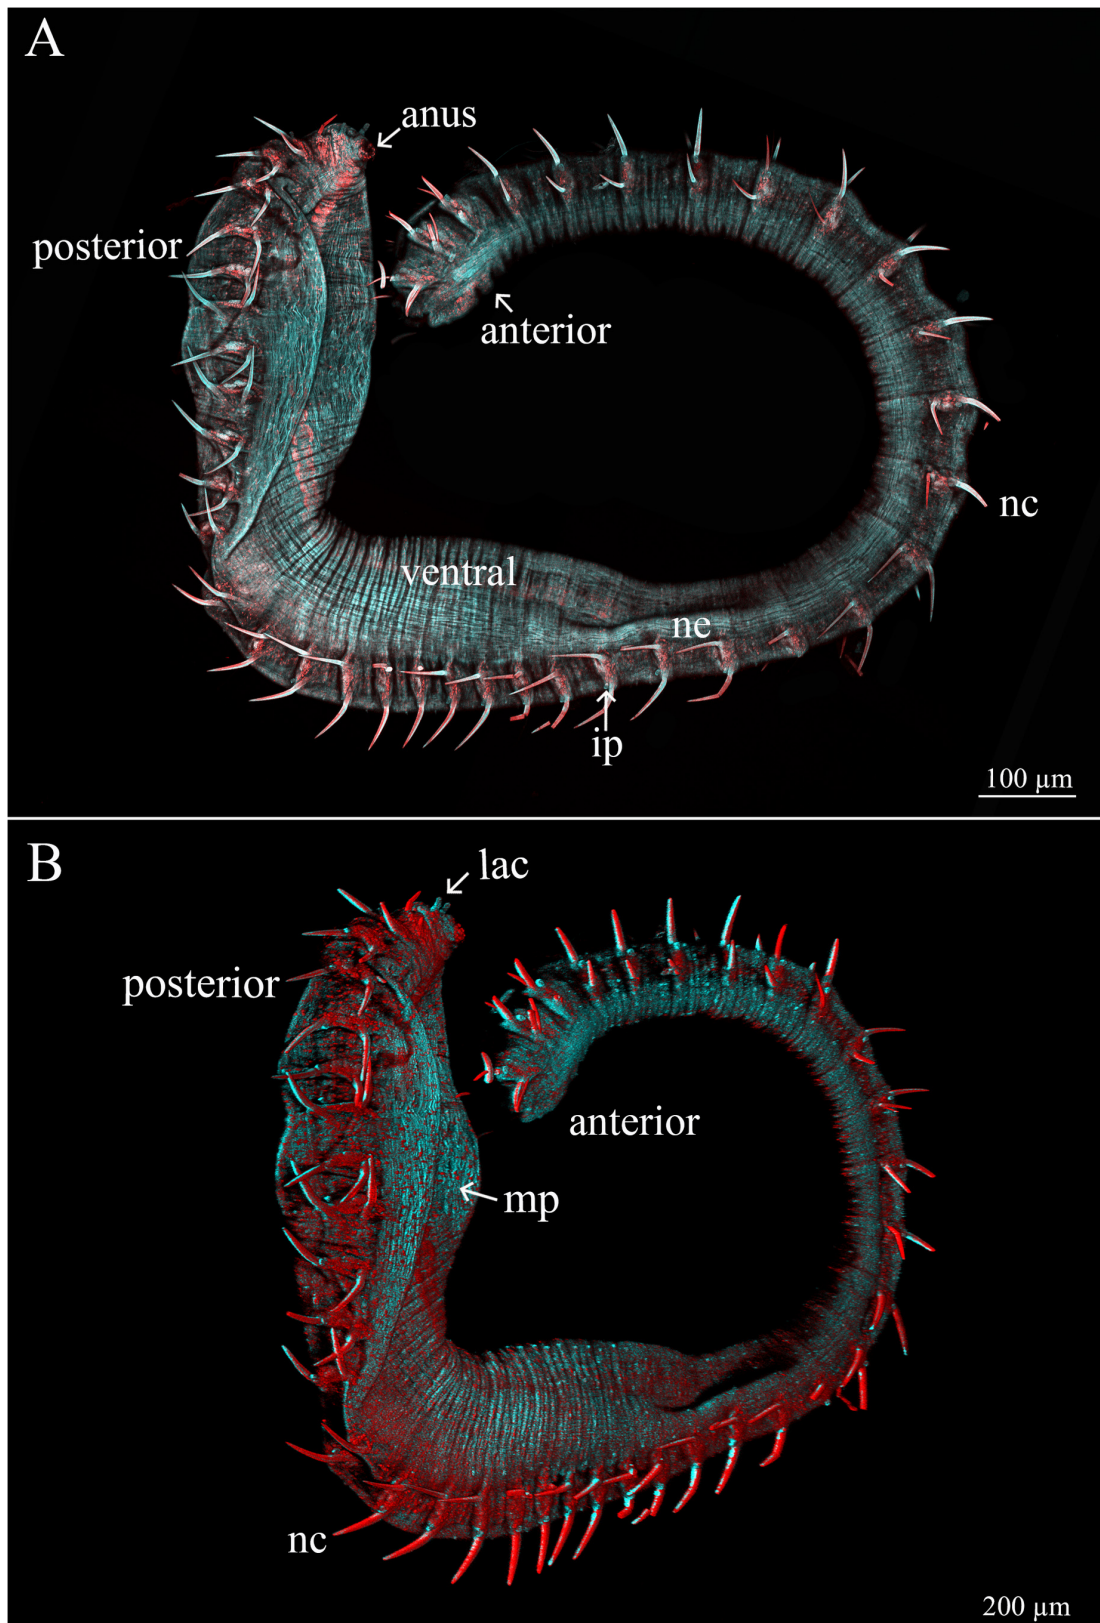 A
anus
posterior
anterior
nc
ventral
ne
ip
100 µm
B
lac
posterior
anterior
mp
nc
200 µm